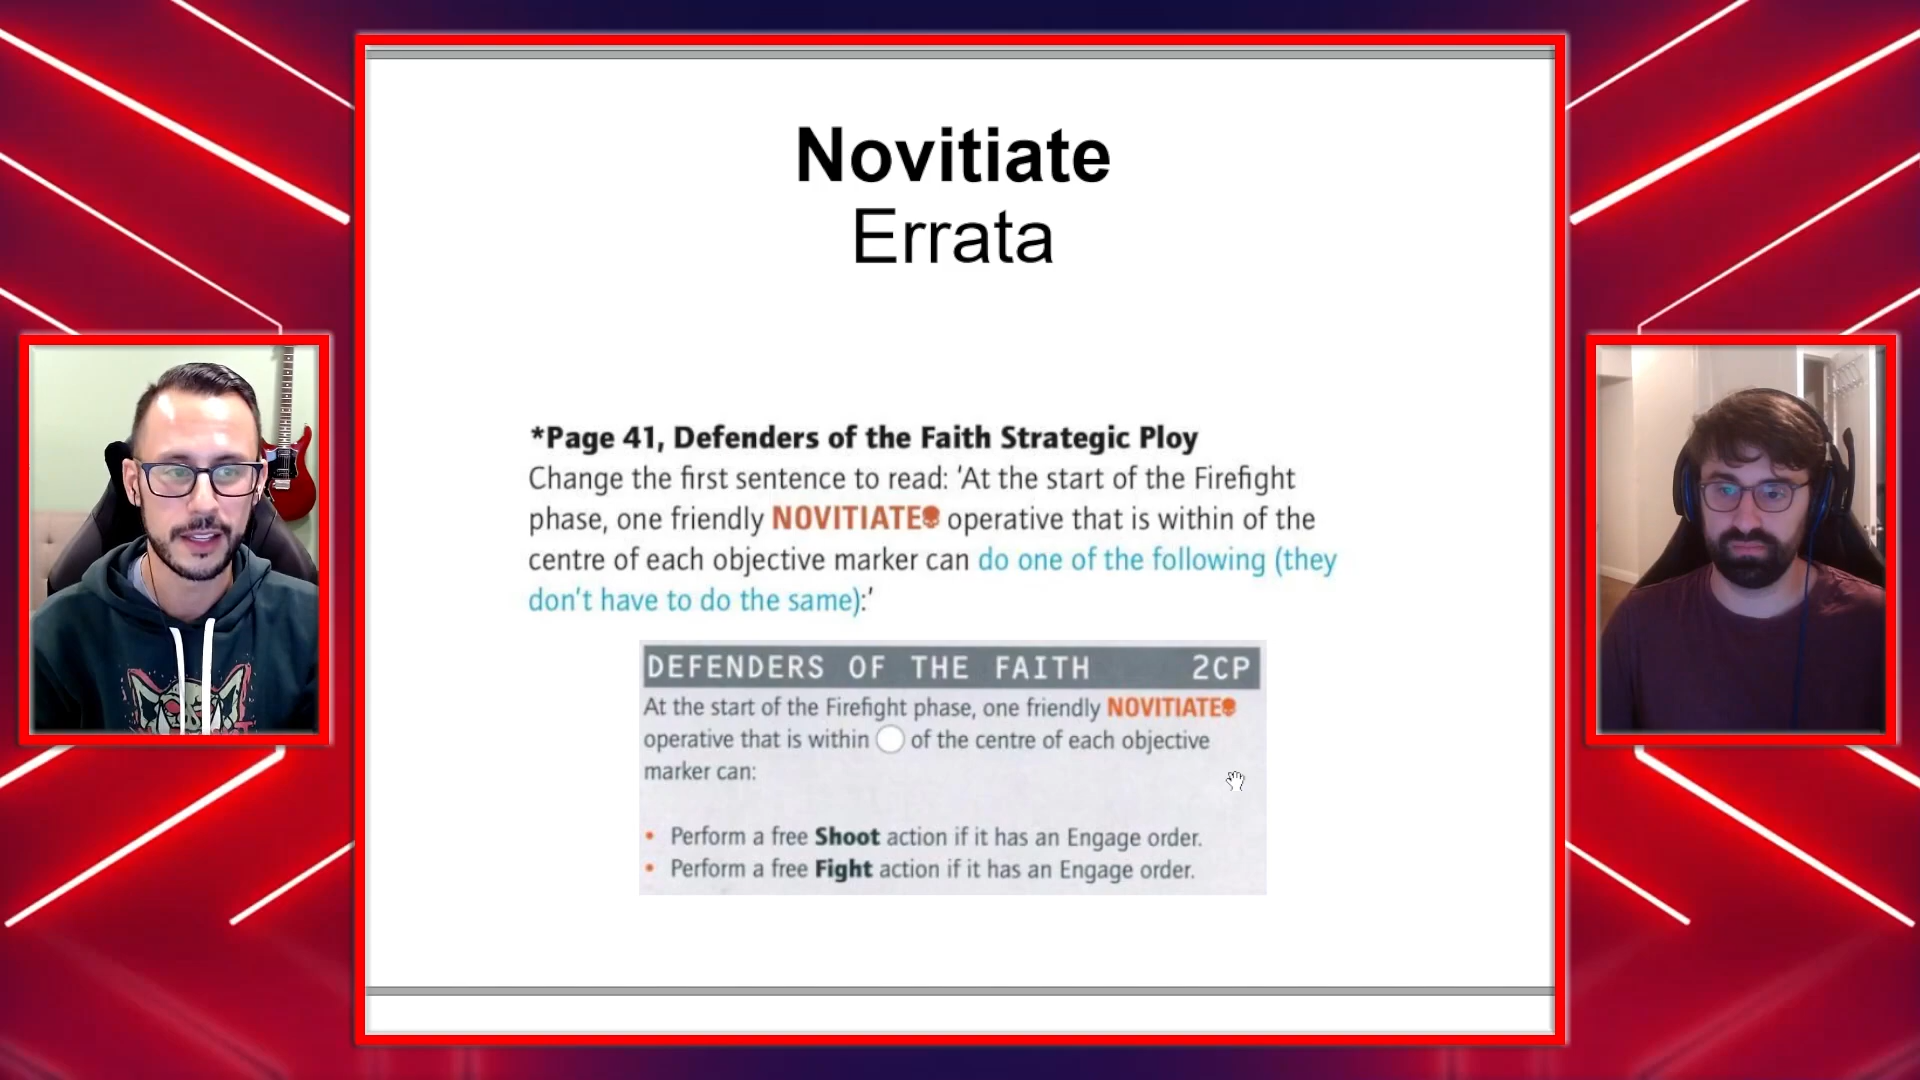 Novitiate
Errata
*Page 41, Defenders of the Faith Strategic Ploy
Change the first sentence to read: 'At the start of the Firefight
phase, one friendly NOVITIATE operative that is within of the
centre of each objective marker can do one of the following (they
don't have to do the same):'
DEFENDERS OF THE FAITH 2CP
At the start of the Firefight phase, one friendly NOVITIATE
operative that is within of the centre of each objective
marker can:
• Perform a free Shoot action if it has an Engage order.
• Perform a free Fight action if it has an Engage order.